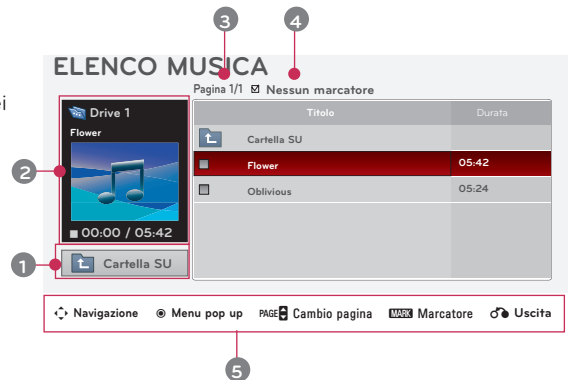 3
4
ELENCO MUSICA
Pagina 1/1 Nessun marcatore
ei
Drive 1
Flower
00:00 / 05:42
Cartella SU
Titolo Durata
Cartella SU
Flower 05:42
Oblivious 05:24
2
1
Navigazione Menu pop up PAGE Cambio pagina MARK Marcatore Uscita
5